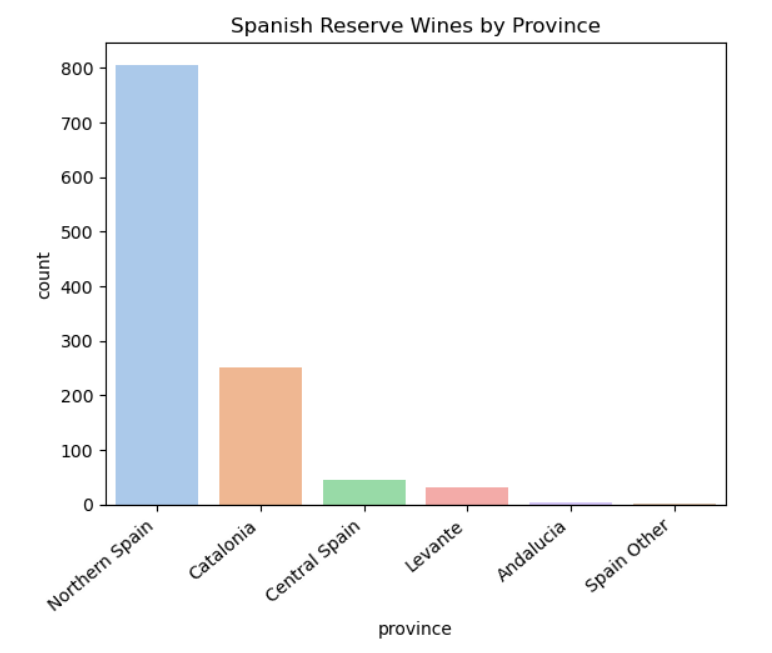 Spanish Reserve Wines by Province
800
700
600
500
400
300
200
100
0
count
Northern Spain
Catalonia
Central Spain
Levante
Andalucia
Spain Other
province